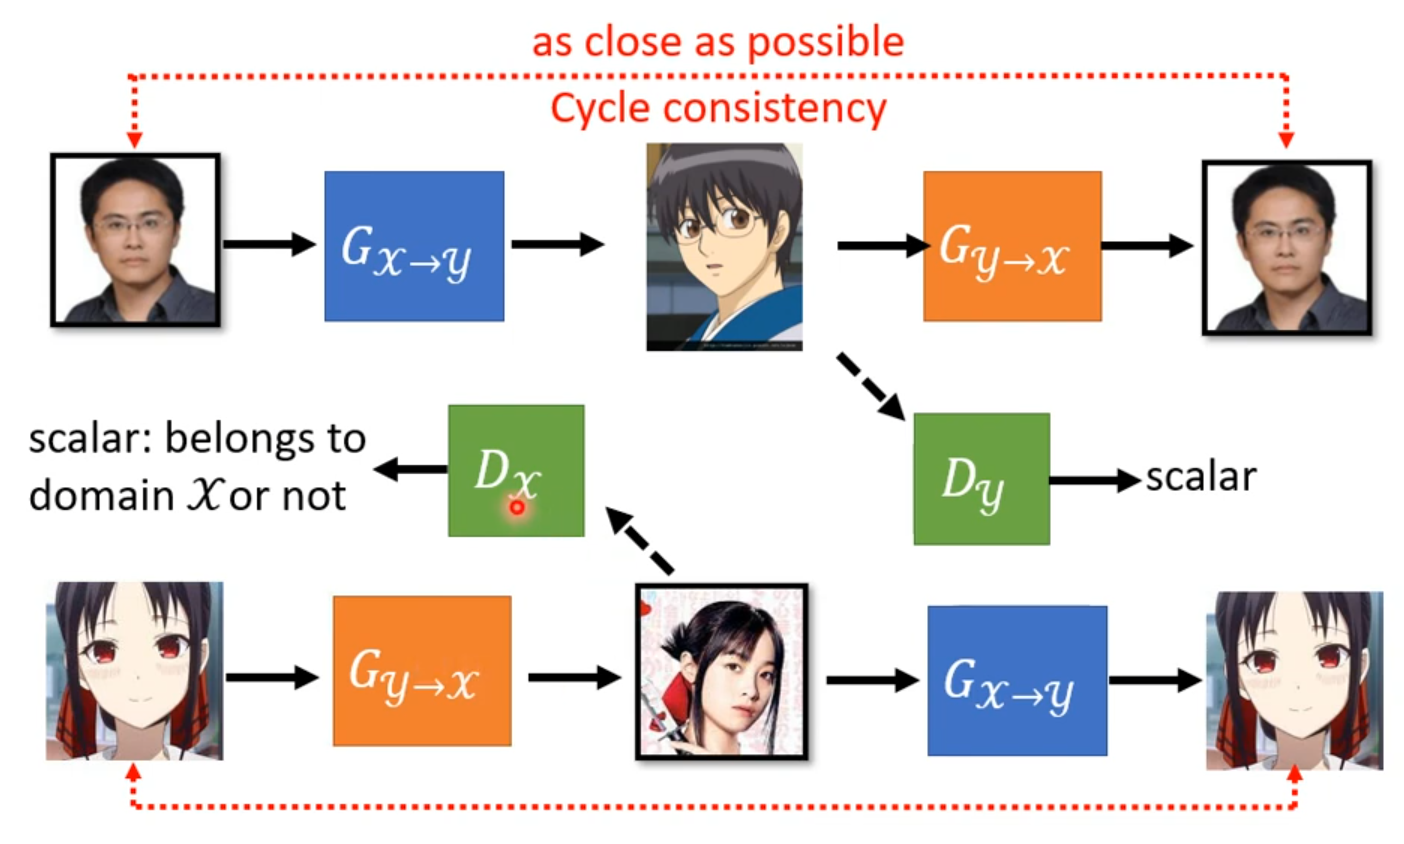 as close as possible
Cycle consistency
G𝒳→𝒴
G𝒴→𝒳
scalar: belongs to
domain 𝒳 or not
D𝒳
D𝒴
scalar
G𝒴→𝒳
G𝒳→𝒴